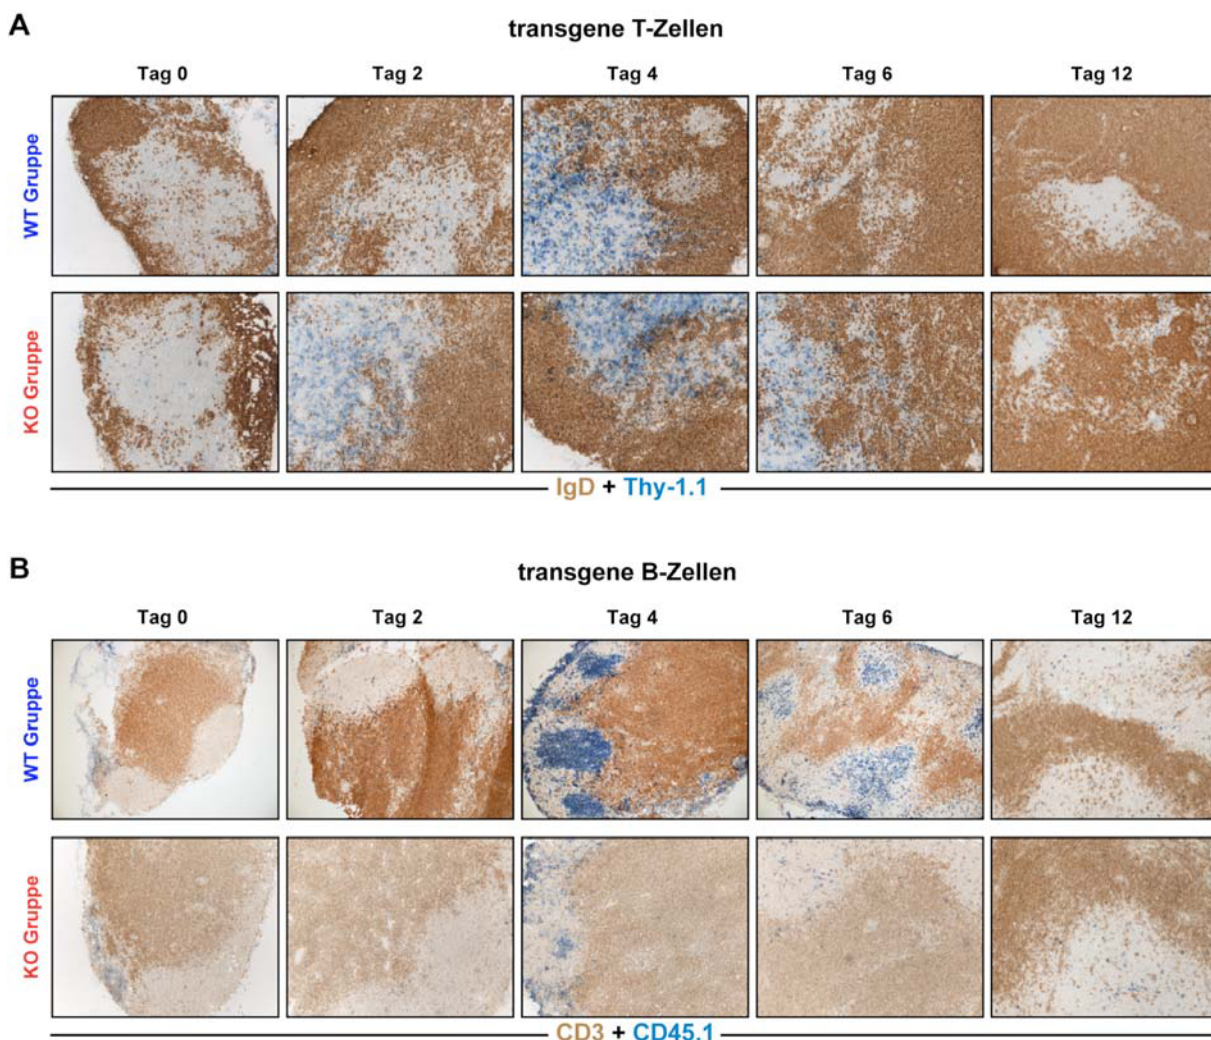 A
transgene T-Zellen
Tag 0 Tag 2 Tag 4 Tag 6 Tag 12
WT Gruppe
KO Gruppe
IgD + Thy-1.1
B
transgene B-Zellen
Tag 0 Tag 2 Tag 4 Tag 6 Tag 12
WT Gruppe
KO Gruppe
CD3 + CD45.1